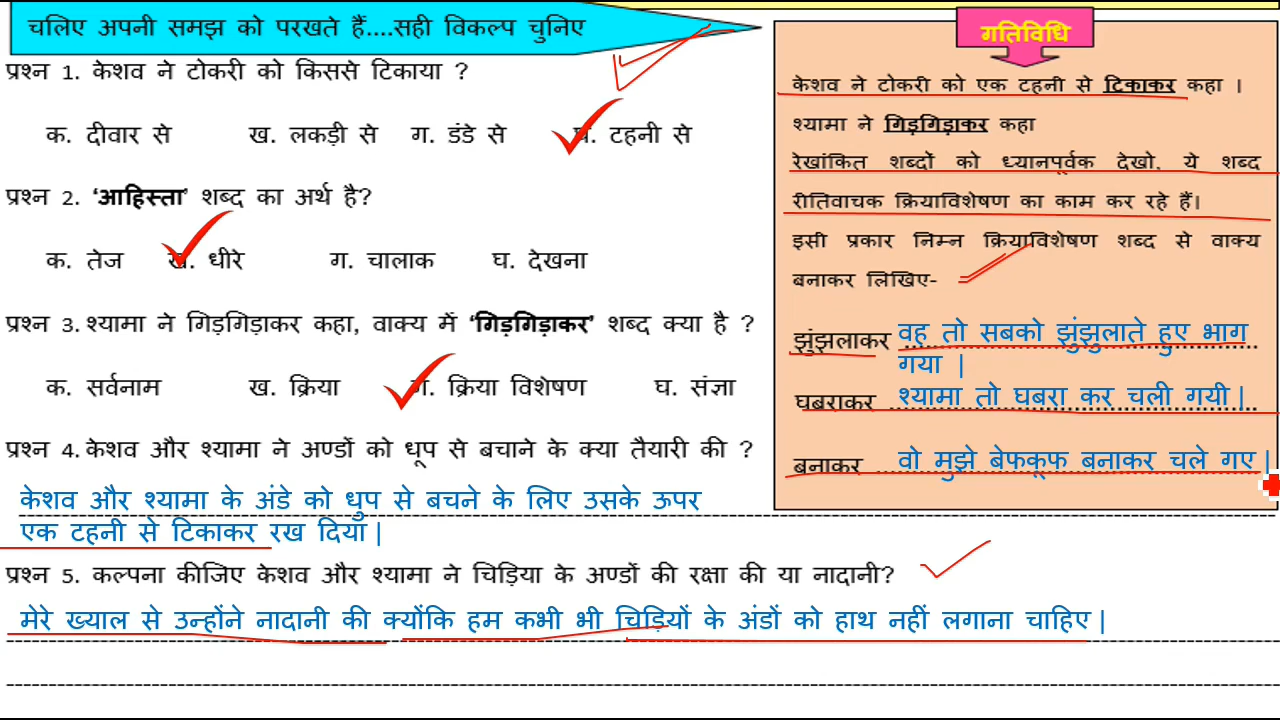 चलिए अपनी समझ को परखते हैं....सही विकल्प चुनिए
प्रश्न 1. केशव ने टोकरी को किससे टिकाया ?
क. दीवार से ख. लकड़ी से ग. डंडे से घ. टहनी से
प्रश्न 2. ‘आहिस्ता’ शब्द का अर्थ है?
क. तेज ख. धीरे ग. चालाक घ. देखना
प्रश्न 3. श्यामा ने गिड़गिड़ाकर कहा, वाक्य में ‘गिड़गिड़ाकर’ शब्द क्या है ?
क. सर्वनाम ख. क्रिया ग. क्रिया विशेषण घ. संज्ञा
प्रश्न 4. केशव और श्यामा ने अण्डों को धूप से बचाने के क्या तैयारी की ?
केशव और श्यामा के अंडे को धुप से बचने के लिए उसके ऊपर
एक टहनी से टिकाकर रख दिया |
प्रश्न 5. कल्पना कीजिए केशव और श्यामा ने चिड़िया के अण्डों की रक्षा की या नादानी?
मेरे ख्याल से उन्होंने नादानी की क्योंकि हम कभी भी चिड़ियों के अंडों को हाथ नहीं लगाना चाहिए |
गतिविधि
केशव ने टोकरी को एक टहनी से टिकाकर कहा ।
श्यामा ने गिड़गिड़ाकर कहा
रेखांकित शब्दों को ध्यानपूर्वक देखो, ये शब्द
रीतिवाचक क्रियाविशेषण का काम कर रहे हैं।
इसी प्रकार निम्न क्रियाविशेषण शब्द से वाक्य
बनाकर लिखिए-
झुंझलाकर वह तो सबको झुंझुलाते हुए भाग
गया |
घबराकर श्यामा तो घबरा कर चली गयी |
बनाकर वो मुझे बेफकूफ बनाकर चले गए |